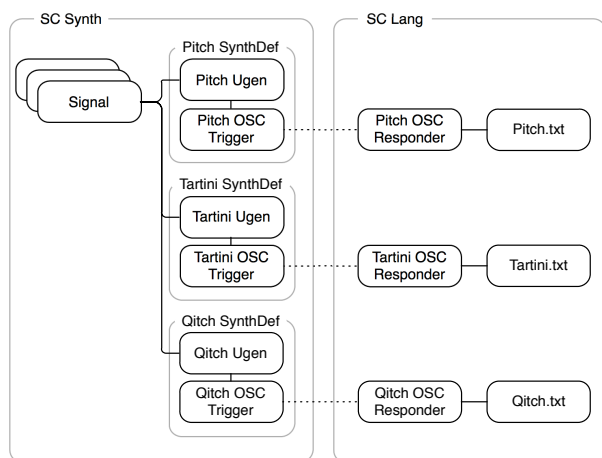 SC Synth
SC Lang
Pitch SynthDef
Pitch Ugen
Signal
Pitch OSC
Trigger
Pitch OSC
Responder
Pitch.txt
Tartini SynthDef
Tartini Ugen
Tartini OSC
Trigger
Tartini OSC
Responder
Tartini.txt
Qitch SynthDef
Qitch Ugen
Qitch OSC
Trigger
Qitch OSC
Responder
Qitch.txt